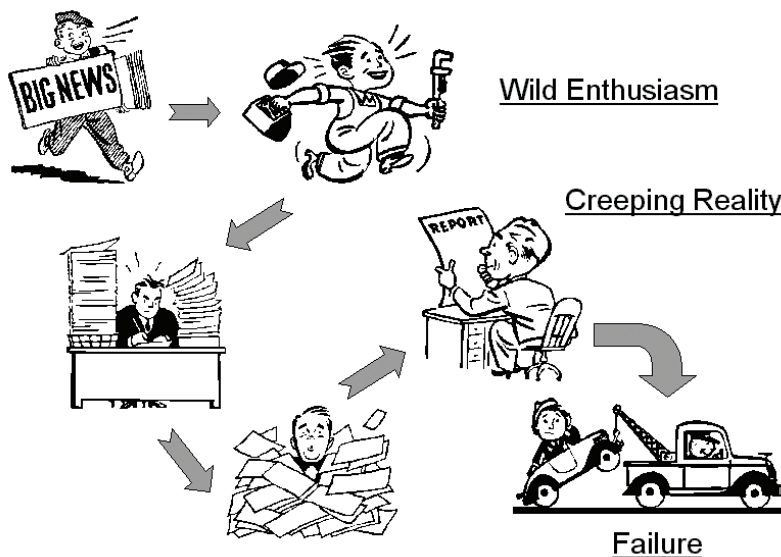 BIG NEWS
Wild Enthusiasm
Creeping Reality
REPORT
Failure